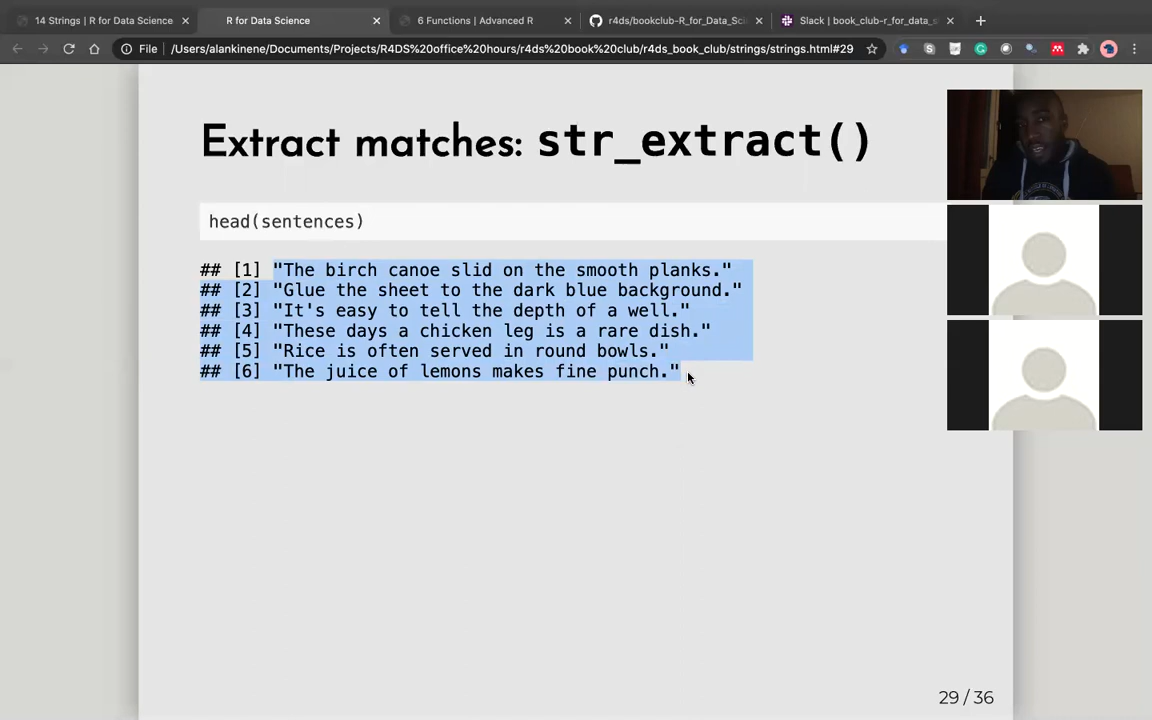 14 Strings | R for Data Science
R for Data Science
6 Functions | Advanced R
r4ds/bookclub-R_for_Data_Sci
Slack | book_club-r_for_data_s
File
/Users/alankinene/Documents/Projects/R4DS%20office%20hours/r4ds%20book%20club/r4ds_book_club/strings/strings.html#29
Extract matches: str_extract()
head(sentences)
## [1] "The birch canoe slid on the smooth planks."
## [2] "Glue the sheet to the dark blue background."
## [3] "It's easy to tell the depth of a well."
## [4] "These days a chicken leg is a rare dish."
## [5] "Rice is often served in round bowls."
## [6] "The juice of lemons makes fine punch."
29 / 36